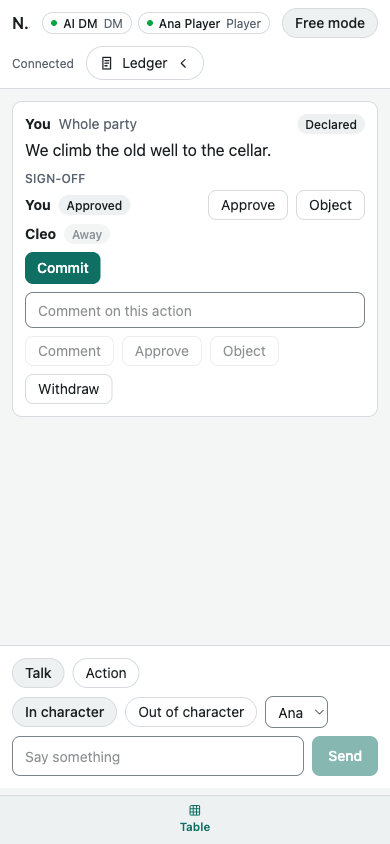 N.
AI DM DM
Ana Player Player
Free mode
Connected
Ledger
You Whole party
Declared
We climb the old well to the cellar.
SIGN-OFF
You Approved
Approve
Object
Cleo Away
Commit
Comment on this action
Comment
Approve
Object
Withdraw
Talk
Action
In character
Out of character
Ana
Say something
Send
Table